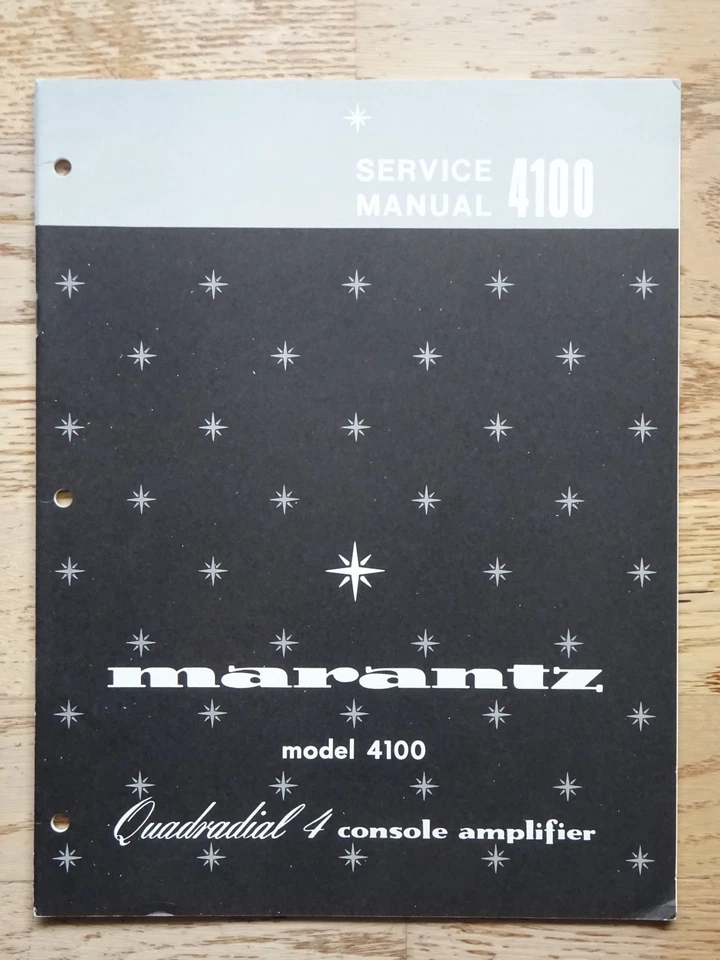 SERVICE
MANUAL 4100
marantz
model 4100
Quadradial 4 console amplifier